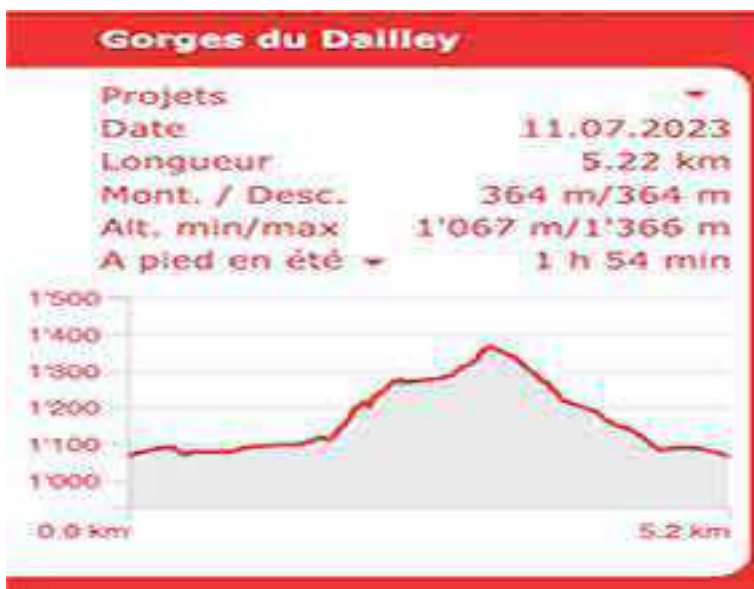 Gorges du Dailley
Projets
Date 11.07.2023
Longueur 5.22 km
Mont. / Desc. 364 m/364 m
Alt. min/max 1'067 m/1'366 m
A pied en été 1 h 54 min
1'500
1'400
1'300
1'200
1'100
1'000
0.0 km 5.2 km